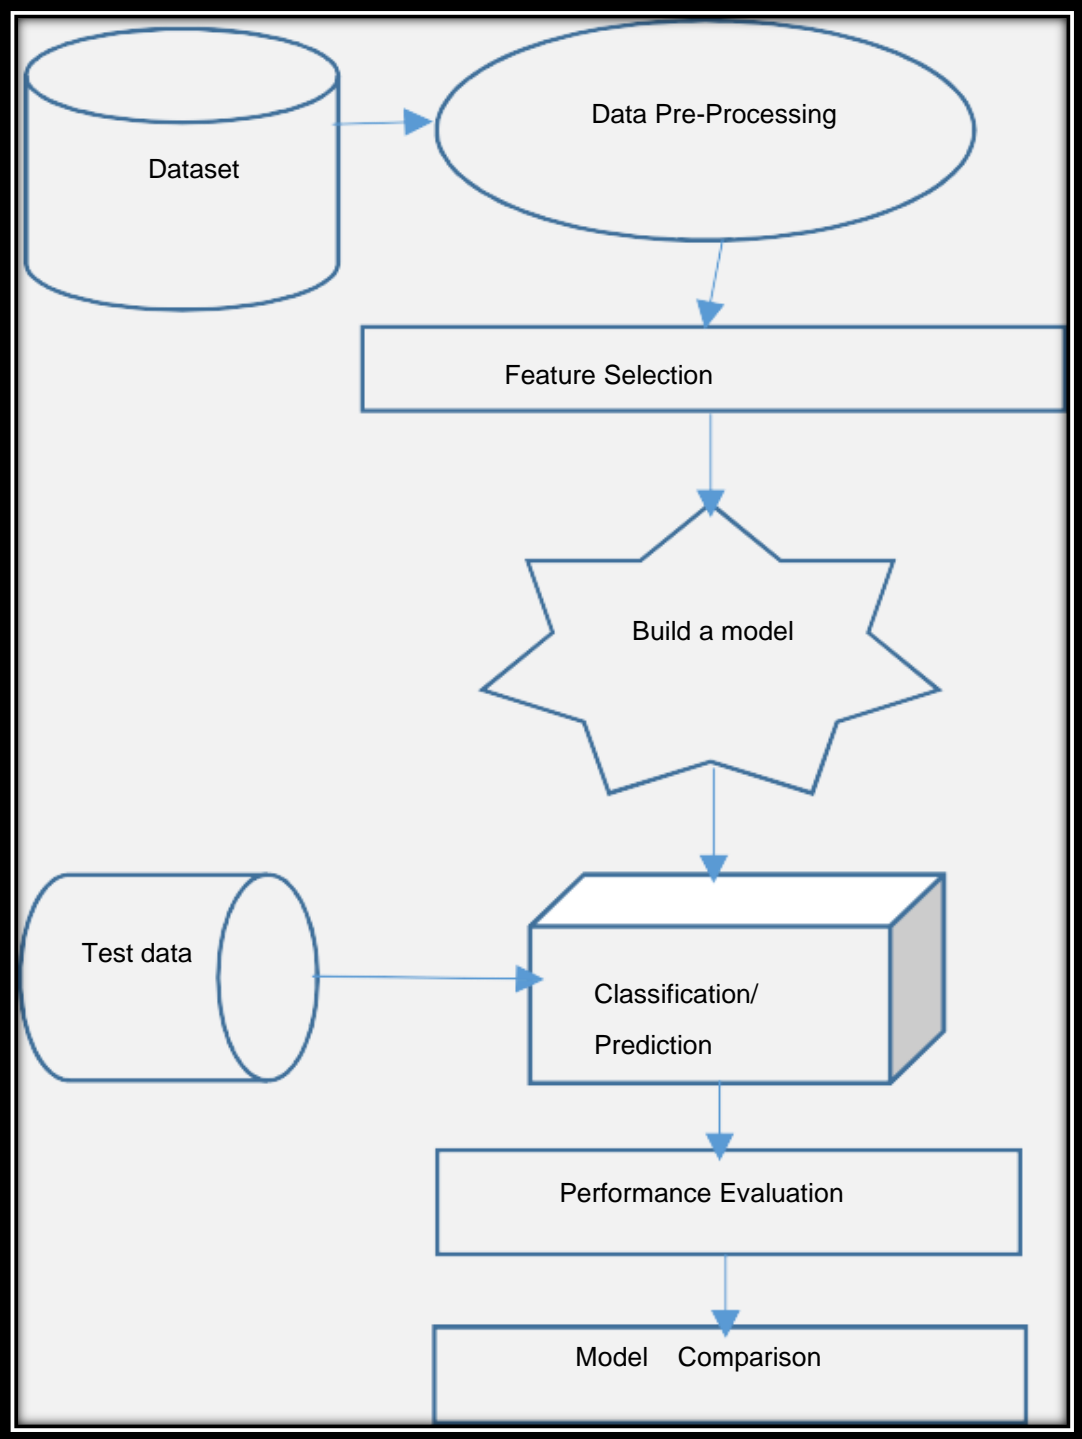 Data Pre-Processing
Dataset
Feature Selection
Build a model
Test data
Classification/
Prediction
Performance Evaluation
Model Comparison